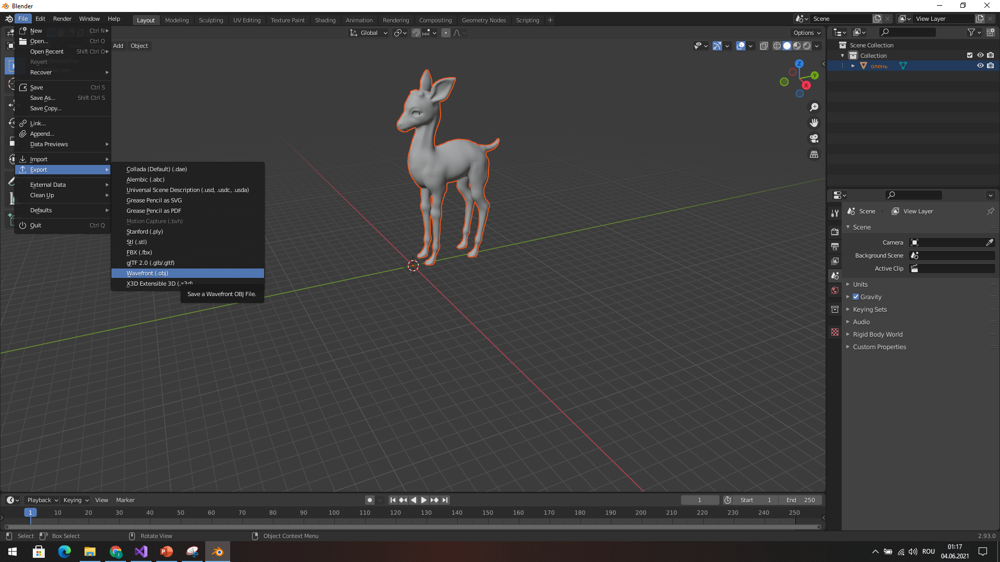 Blender
File Edit Render Window Help
Layout Modeling Sculpting UV Editing Texture Paint Shading Animation Rendering Compositing Geometry Nodes Scripting +
Scene
View Layer
Global
Options
Add Object
New Ctrl N
Open... Ctrl O
Open Recent Shift Ctrl O
Revert
Recover
Save Ctrl S
Save As... Shift Ctrl S
Save Copy...
Link...
Append...
Data Previews
Import
Export
External Data
Clean Up
Defaults
Quit Ctrl Q
Collada (Default) (.dae)
Alembic (.abc)
Universal Scene Description (.usd, .usdc, .usda)
Grease Pencil as SVG
Grease Pencil as PDF
Motion Capture (.bvh)
Stanford (.ply)
Stl (.stl)
FBX (.fbx)
glTF 2.0 (.glb/.gltf)
Wavefront (.obj)
X3D Extensible 3D (.x3d)
Save a Wavefront OBJ File.
Z
Y
X
Scene Collection
Collection
олень
Scene View Layer
Scene
Camera
Background Scene
Active Clip
Units
Gravity
Keying Sets
Audio
Rigid Body World
Custom Properties
Playback Keying View Marker
1 Start 1 End 250
1 10 20 30 40 50 60 70 80 90 100 110 120 130 140 150 160 170 180 190 200 210 220 230 240 250
Select Box Select Rotate View Object Context Menu
2.93.0
ROU
01:17
04.06.2021